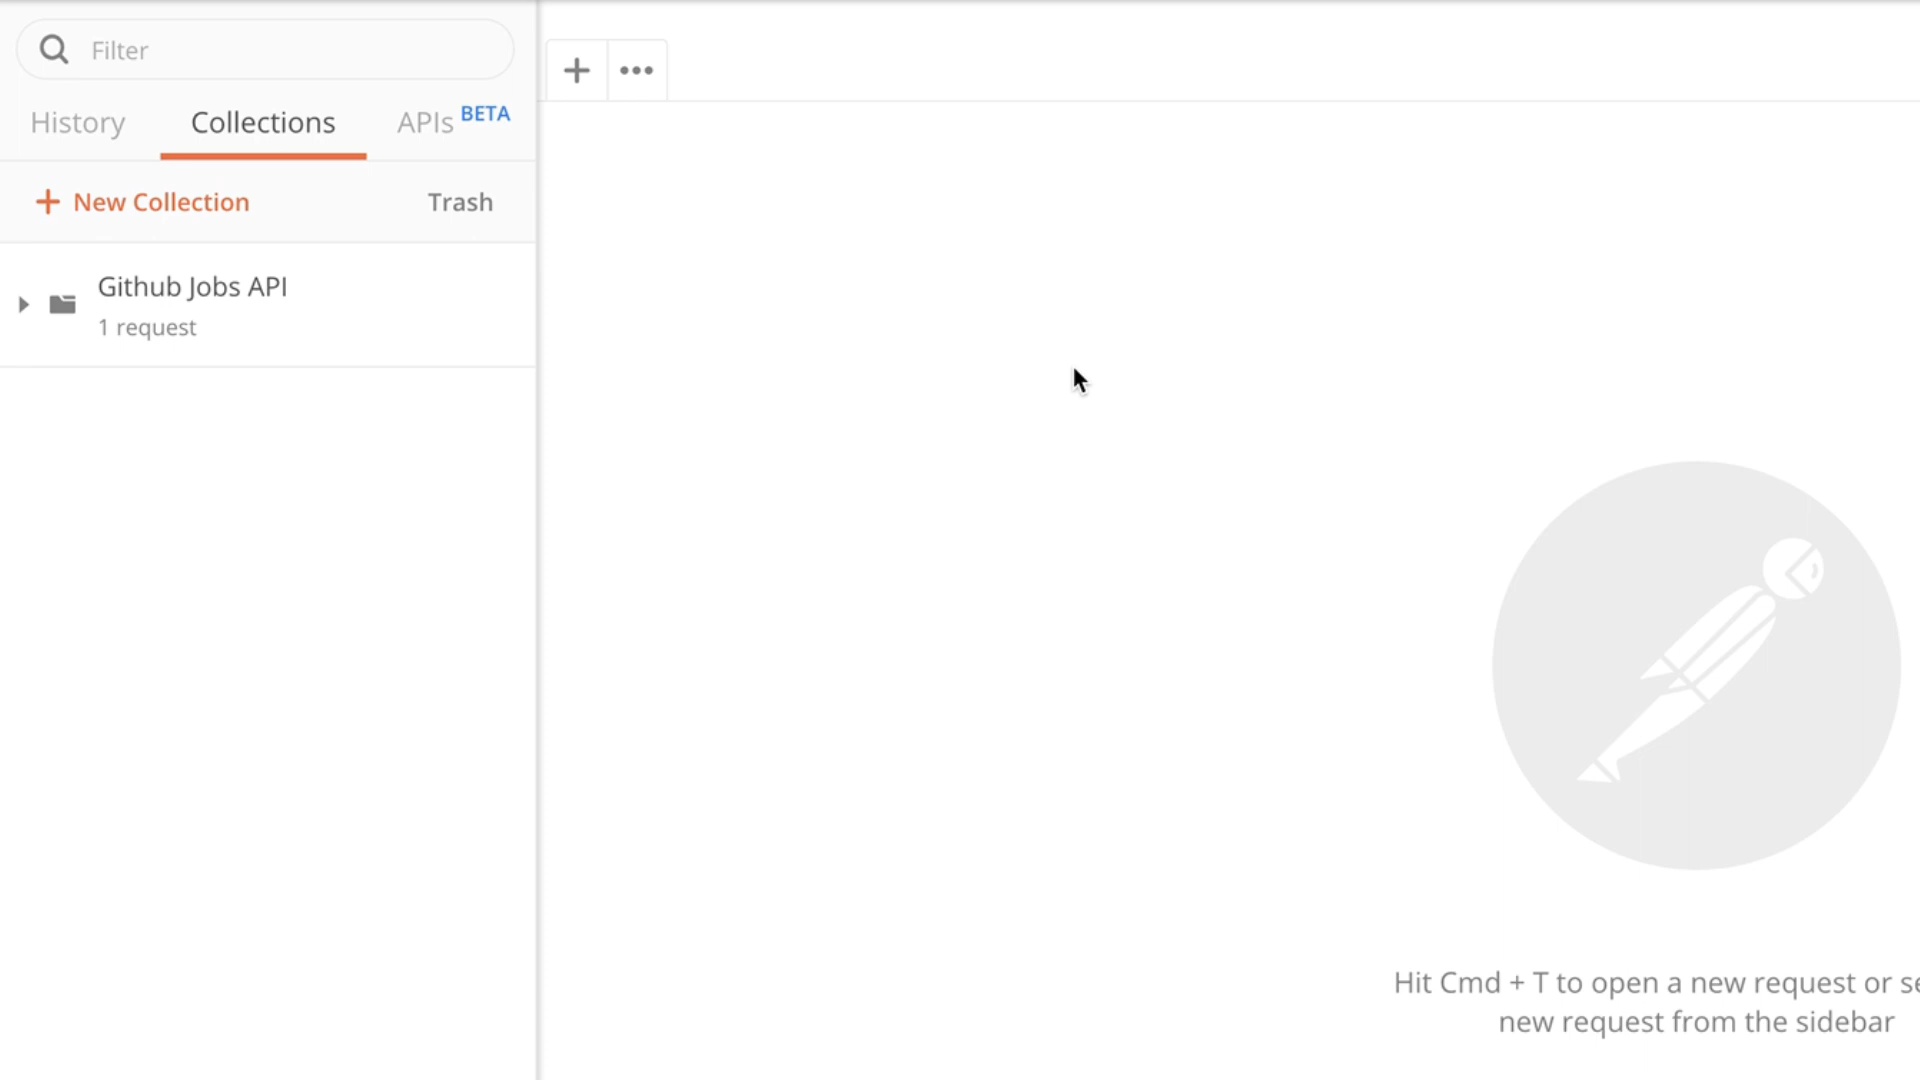 Filter
History
Collections
APIs BETA
New Collection
Trash
Github Jobs API
1 request
Hit Cmd + T to open a new request or
new request from the sidebar